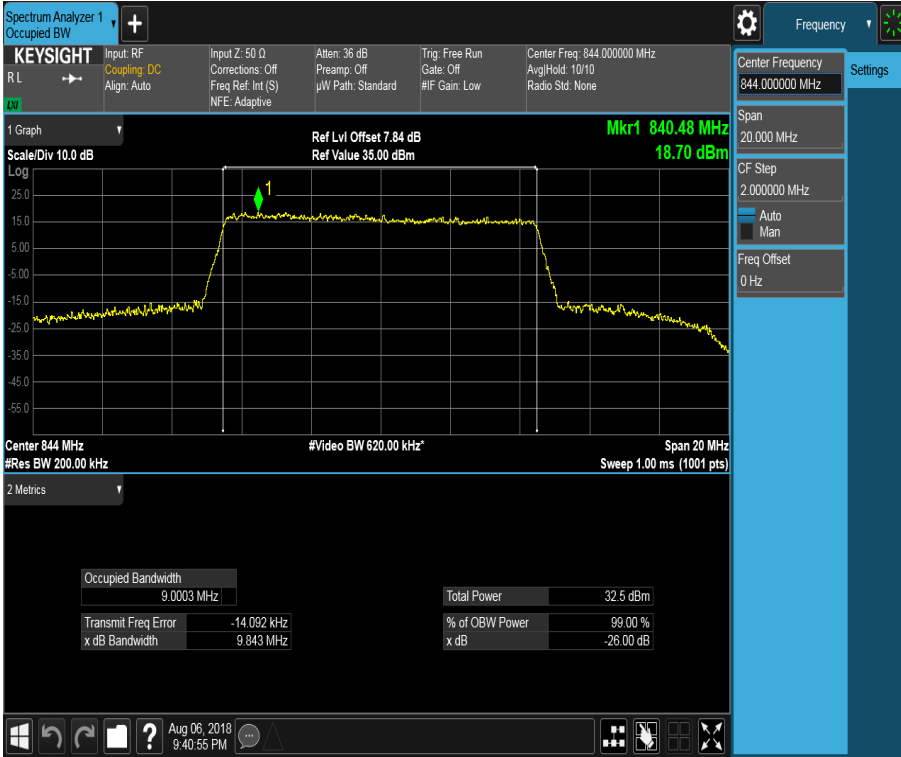 Spectrum Analyzer 1
Occupied BW
Frequency
KEYSIGHT
R L
LXI
Input: RF
Coupling: DC
Align: Auto
Input Z: 50 Ω
Corrections: Off
Freq Ref: Int (S)
NFE: Adaptive
Atten: 36 dB
Preamp: Off
µW Path: Standard
Trig: Free Run
Gate: Off
#IF Gain: Low
Center Freq: 844.000000 MHz
Avg|Hold: 10/10
Radio Std: None
Center Frequency
844.000000 MHz
Settings
Span
20.000 MHz
CF Step
2.000000 MHz
Auto
Man
Freq Offset
0 Hz
1 Graph
Scale/Div 10.0 dB
Log
Ref Lvl Offset 7.84 dB
Ref Value 35.00 dBm
Mkr1 840.48 MHz
18.70 dBm
1
25.0
15.0
5.00
-5.00
-15.0
-25.0
-35.0
-45.0
-55.0
Center 844 MHz
#Res BW 200.00 kHz
#Video BW 620.00 kHz*
Span 20 MHz
Sweep 1.00 ms (1001 pts)
2 Metrics
Occupied Bandwidth
9.0003 MHz
Transmit Freq Error -14.092 kHz
x dB Bandwidth 9.843 MHz
Total Power 32.5 dBm
% of OBW Power 99.00 %
x dB -26.00 dB
?
Aug 06, 2018
9:40:55 PM